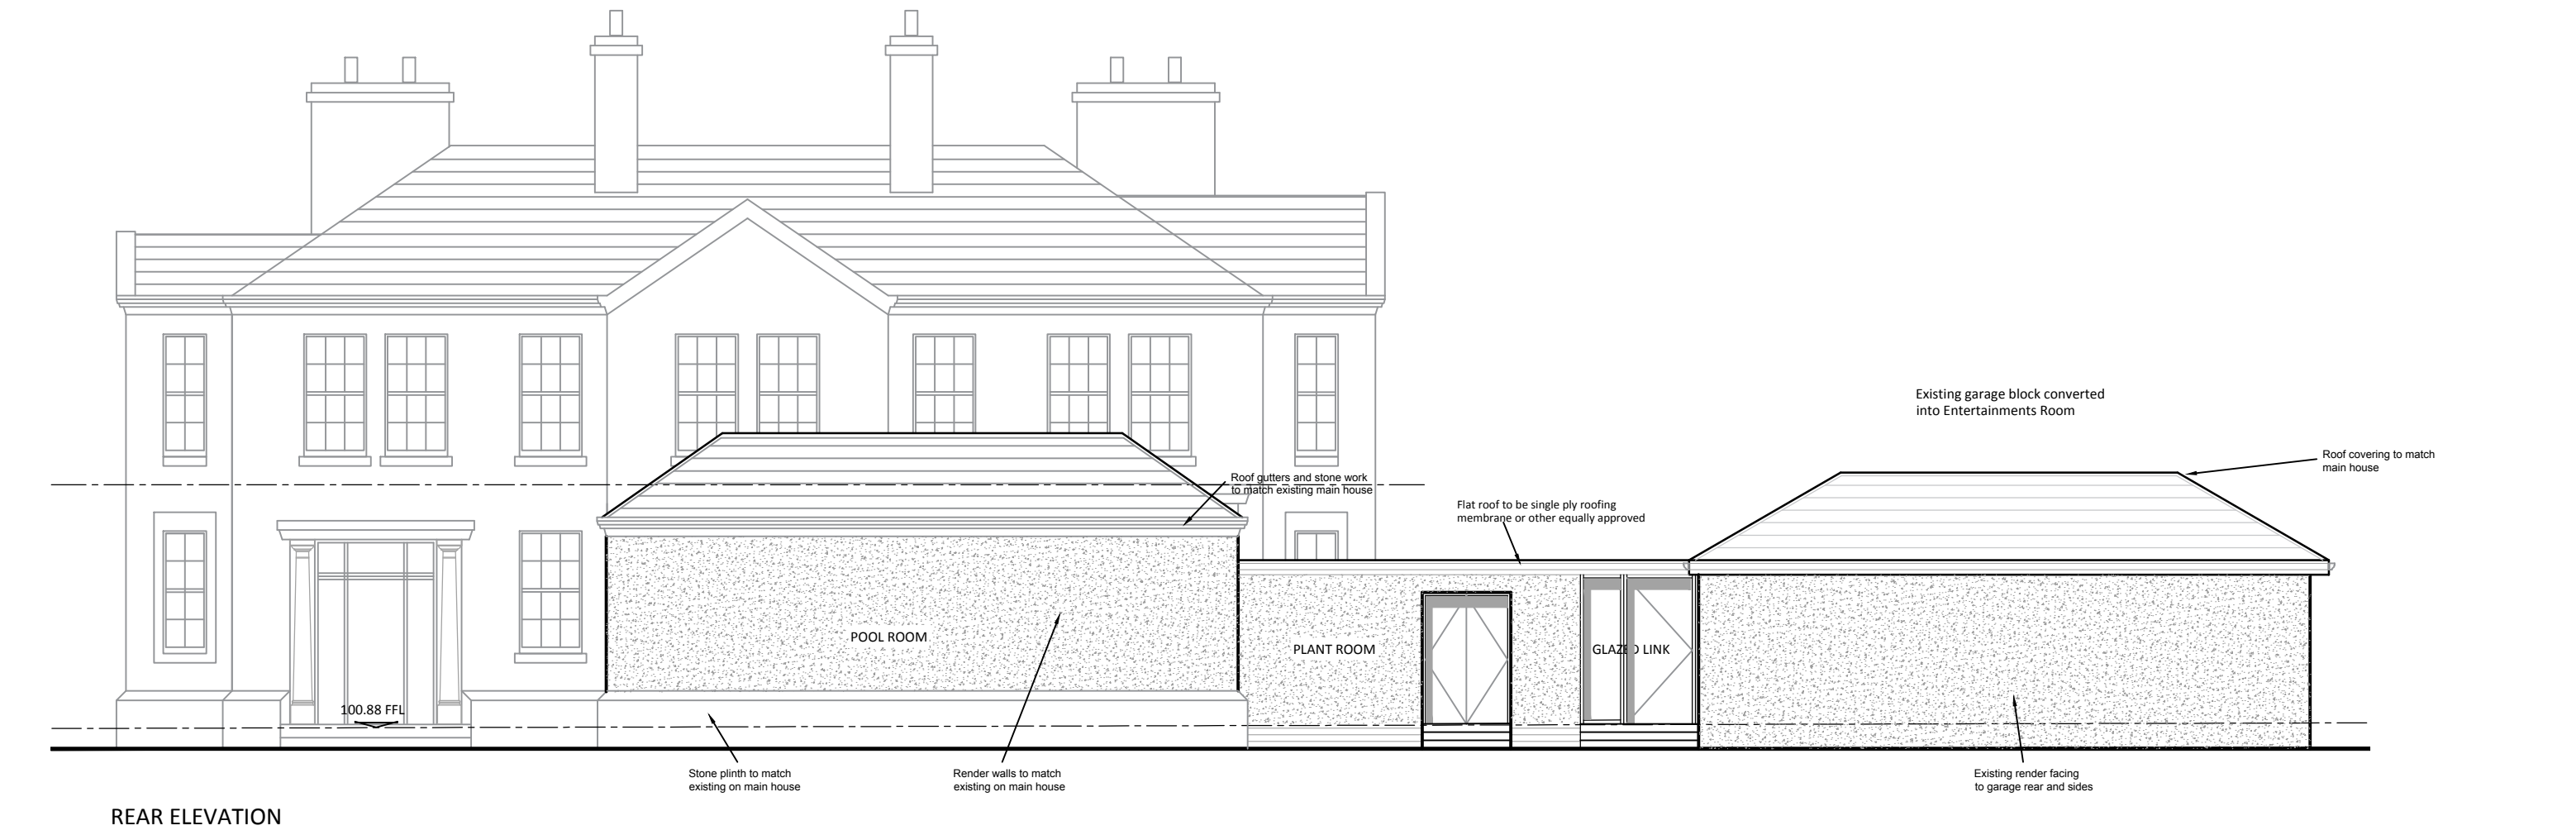 Existing garage block converted
into Entertainments Room
Roof covering to match
main house
Roof gutters and stone work
to match existing main house
Flat roof to be single ply roofing
membrane or other equally approved
POOL ROOM
PLANT ROOM
GLAZED LINK
100.88 FFL
Stone plinth to match
existing on main house
Render walls to match
existing on main house
Existing render facing
to garage rear and sides
REAR ELEVATION